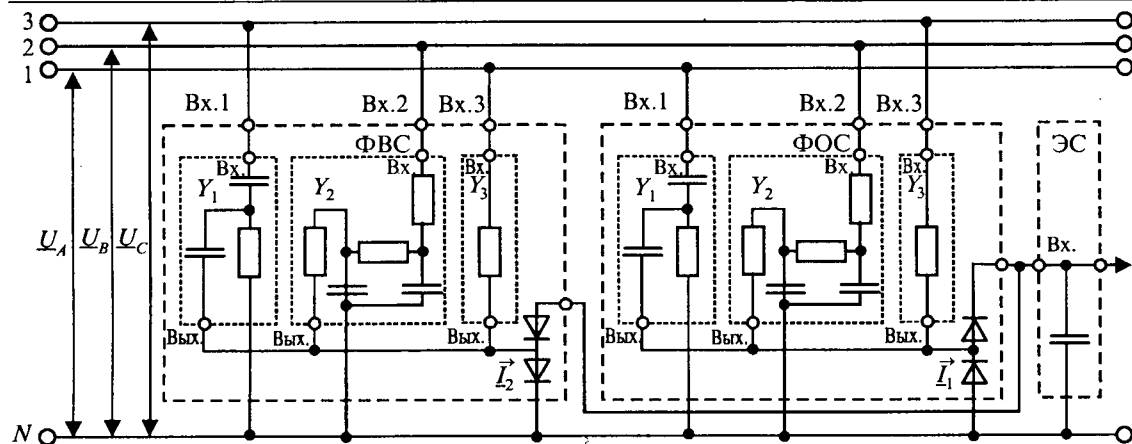 3
2
1
Вх.1 Вх.2 Вх.3 Вх.1 Вх.2 Вх.3
ФВС ФОС ЭС
Вх. Вх. Вх. Вх. Вх. Вх.
Y₁ Y₂ Y₃ Y₁ Y₂ Y₃
U_A U_B U_C
Вх.
Вых. Вых. Вых. Вых. Вых. Вых.
I₂ I₁
N